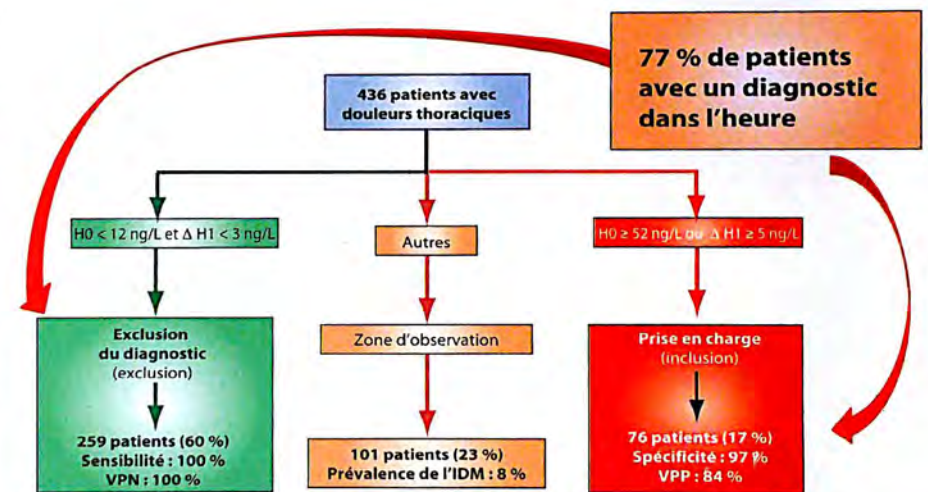 77 % de patients
avec un diagnostic
dans l'heure
436 patients avec
douleurs thoraciques
H0 < 12 ng/L et Δ H1 < 3 ng/L
Autres
H0 ≥ 52 ng/L ou Δ H1 ≥ 5 ng/L
Exclusion
du diagnostic
(exclusion)
259 patients (60 %)
Sensibilité : 100 %
VPN : 100 %
Zone d'observation
101 patients (23 %)
Prévalence de l'IDM : 8 %
Prise en charge
(inclusion)
76 patients (17 %)
Spécificité : 97 %
VPP : 84 %